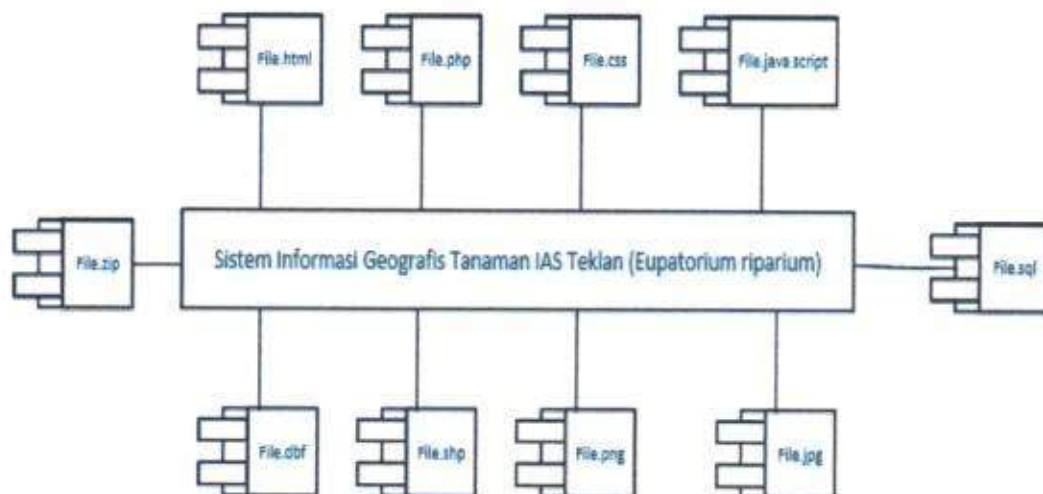 File.html
File.php
File.css
File.java script
File.zip
Sistem Informasi Geografis Tanaman IAS Teklan (Eupatorium riparium)
File.sql
File.dbf
File.shp
File.png
File.jpg